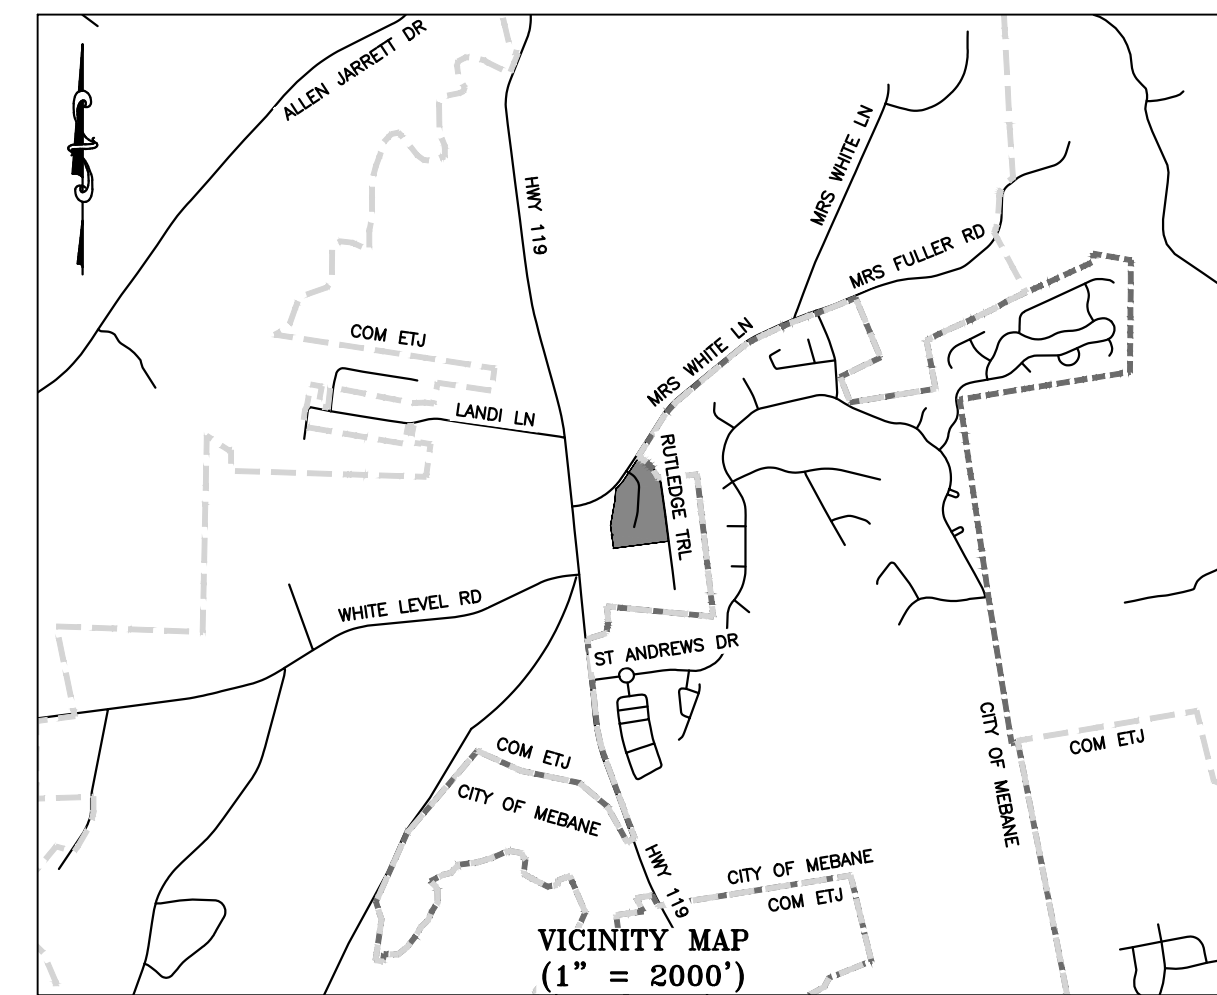 ALLEN JARRETT DR
HWY 119
MRS WHITE LN
MRS FULLER RD
COM ETJ
MRS WHITE LN
LANDI LN
RUTLEDGE TRL
WHITE LEVEL RD
ST ANDREWS DR
CITY OF MEBANE
COM ETJ
COM ETJ
CITY OF MEBANE
HWY 119
CITY OF MEBANE
COM ETJ
VICINITY MAP
(1" = 2000')